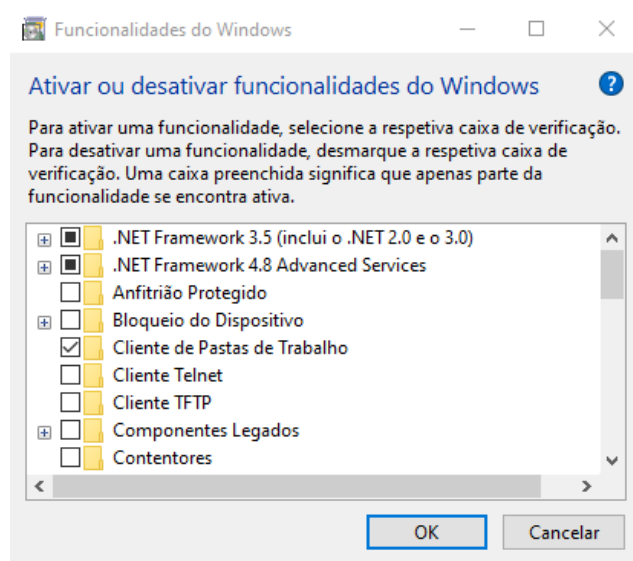 Funcionalidades do Windows
Ativar ou desativar funcionalidades do Windows
?
Para ativar uma funcionalidade, selecione a respetiva caixa de verificação.
Para desativar uma funcionalidade, desmarque a respetiva caixa de
verificação. Uma caixa preenchida significa que apenas parte da
funcionalidade se encontra ativa.
.NET Framework 3.5 (inclui o .NET 2.0 e o 3.0)
.NET Framework 4.8 Advanced Services
Anfitrião Protegido
Bloqueio do Dispositivo
Cliente de Pastas de Trabalho
Cliente Telnet
Cliente TFTP
Componentes Legados
Contentores
OK Cancelar